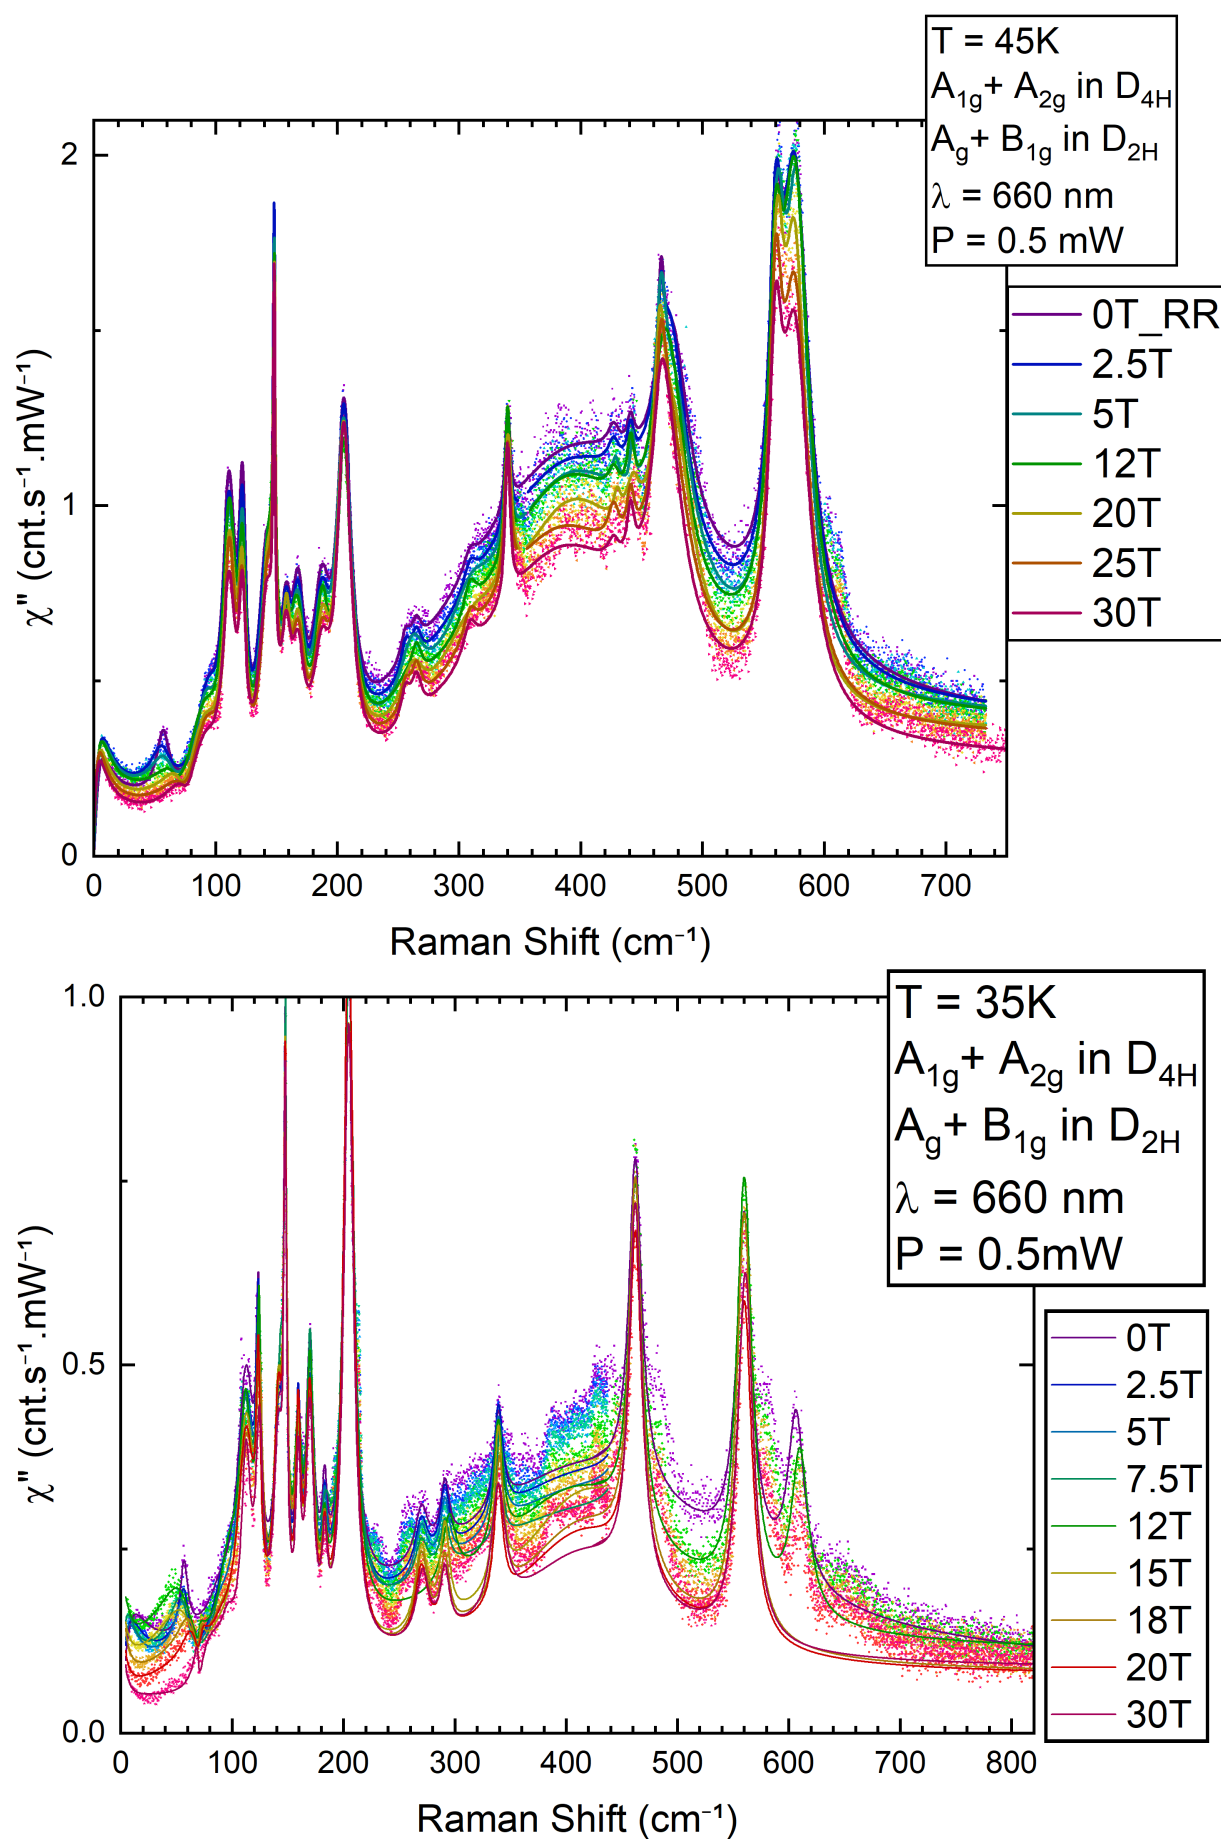 T = 45K
A1g+ A2g in D4H
Ag+ B1g in D2H
λ = 660 nm
P = 0.5 mW
0T_RR
2.5T
5T
12T
20T
25T
30T
χ'' (cnt.s⁻¹.mW⁻¹)
2
1
0
0 100 200 300 400 500 600 700
Raman Shift (cm⁻¹)
T = 35K
A1g+ A2g in D4H
Ag+ B1g in D2H
λ = 660 nm
P = 0.5mW
0T
2.5T
5T
7.5T
12T
15T
18T
20T
30T
χ'' (cnt.s⁻¹.mW⁻¹)
1.0
0.5
0.0
0 100 200 300 400 500 600 700 800
Raman Shift (cm⁻¹)